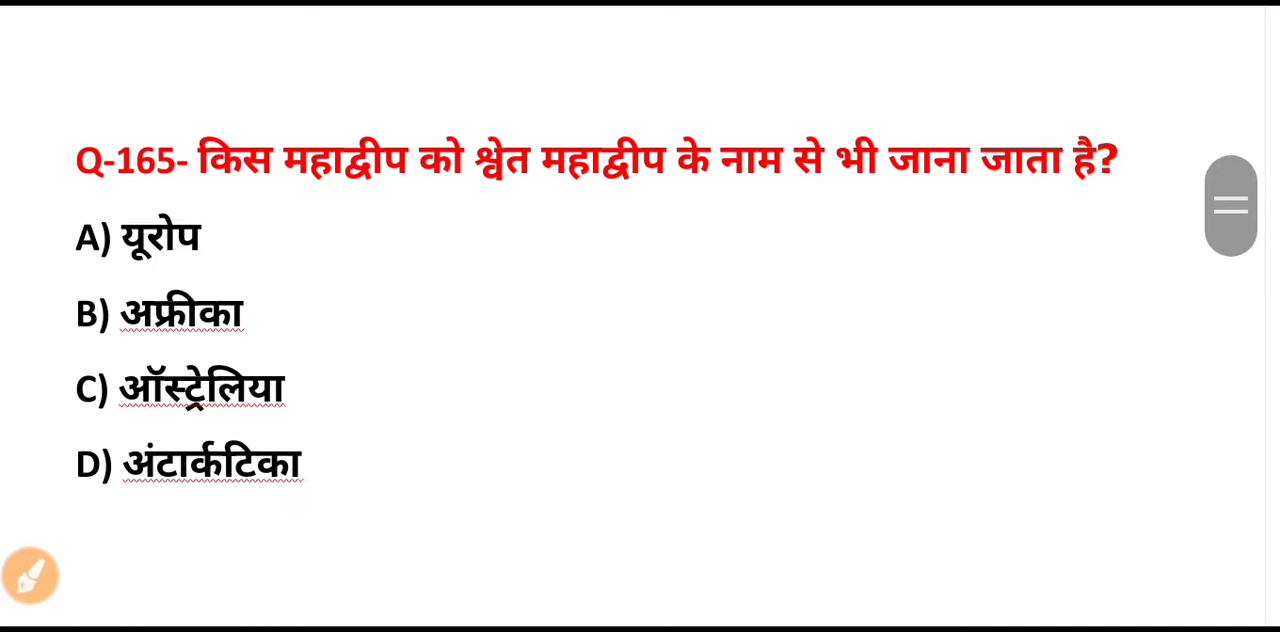 Q-165- किस महाद्वीप को श्वेत महाद्वीप के नाम से भी जाना जाता है?
A) यूरोप
B) अफ्रीका
C) ऑस्ट्रेलिया
D) अंटार्कटिका